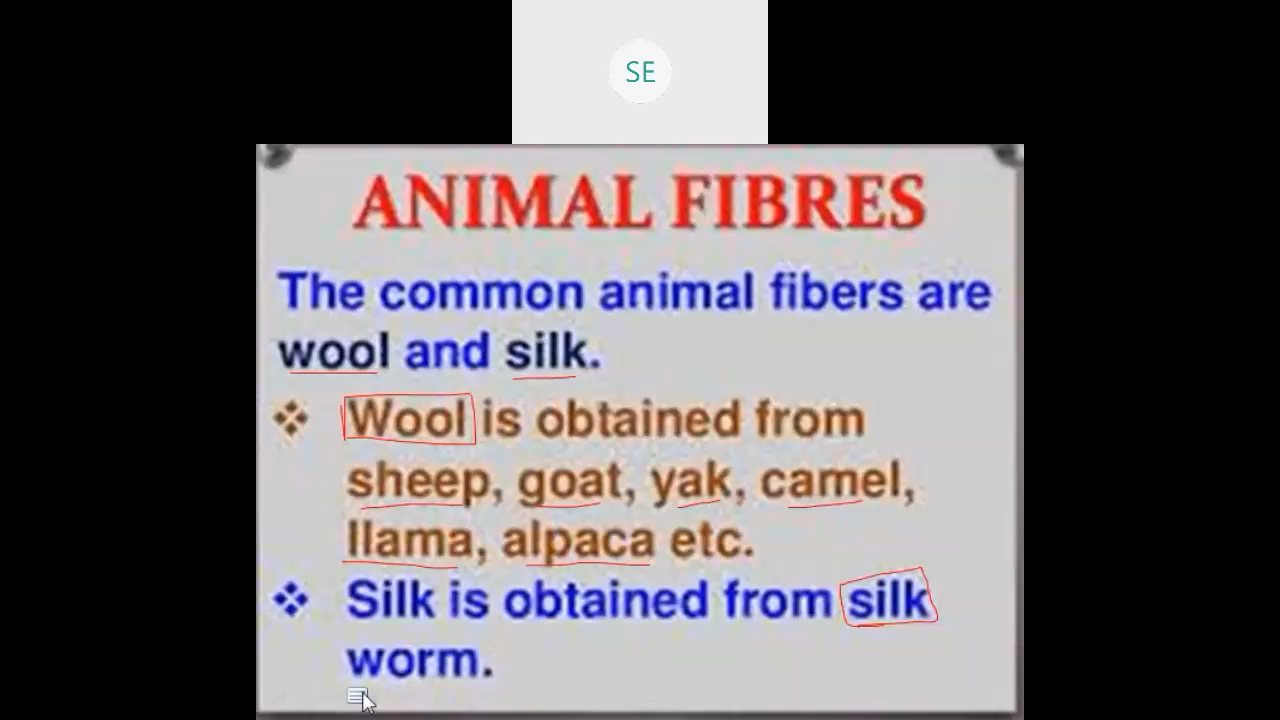 SE
ANIMAL FIBRES
The common animal fibers are
wool and silk.
❖ Wool is obtained from
sheep, goat, yak, camel,
llama, alpaca etc.
❖ Silk is obtained from silk
worm.